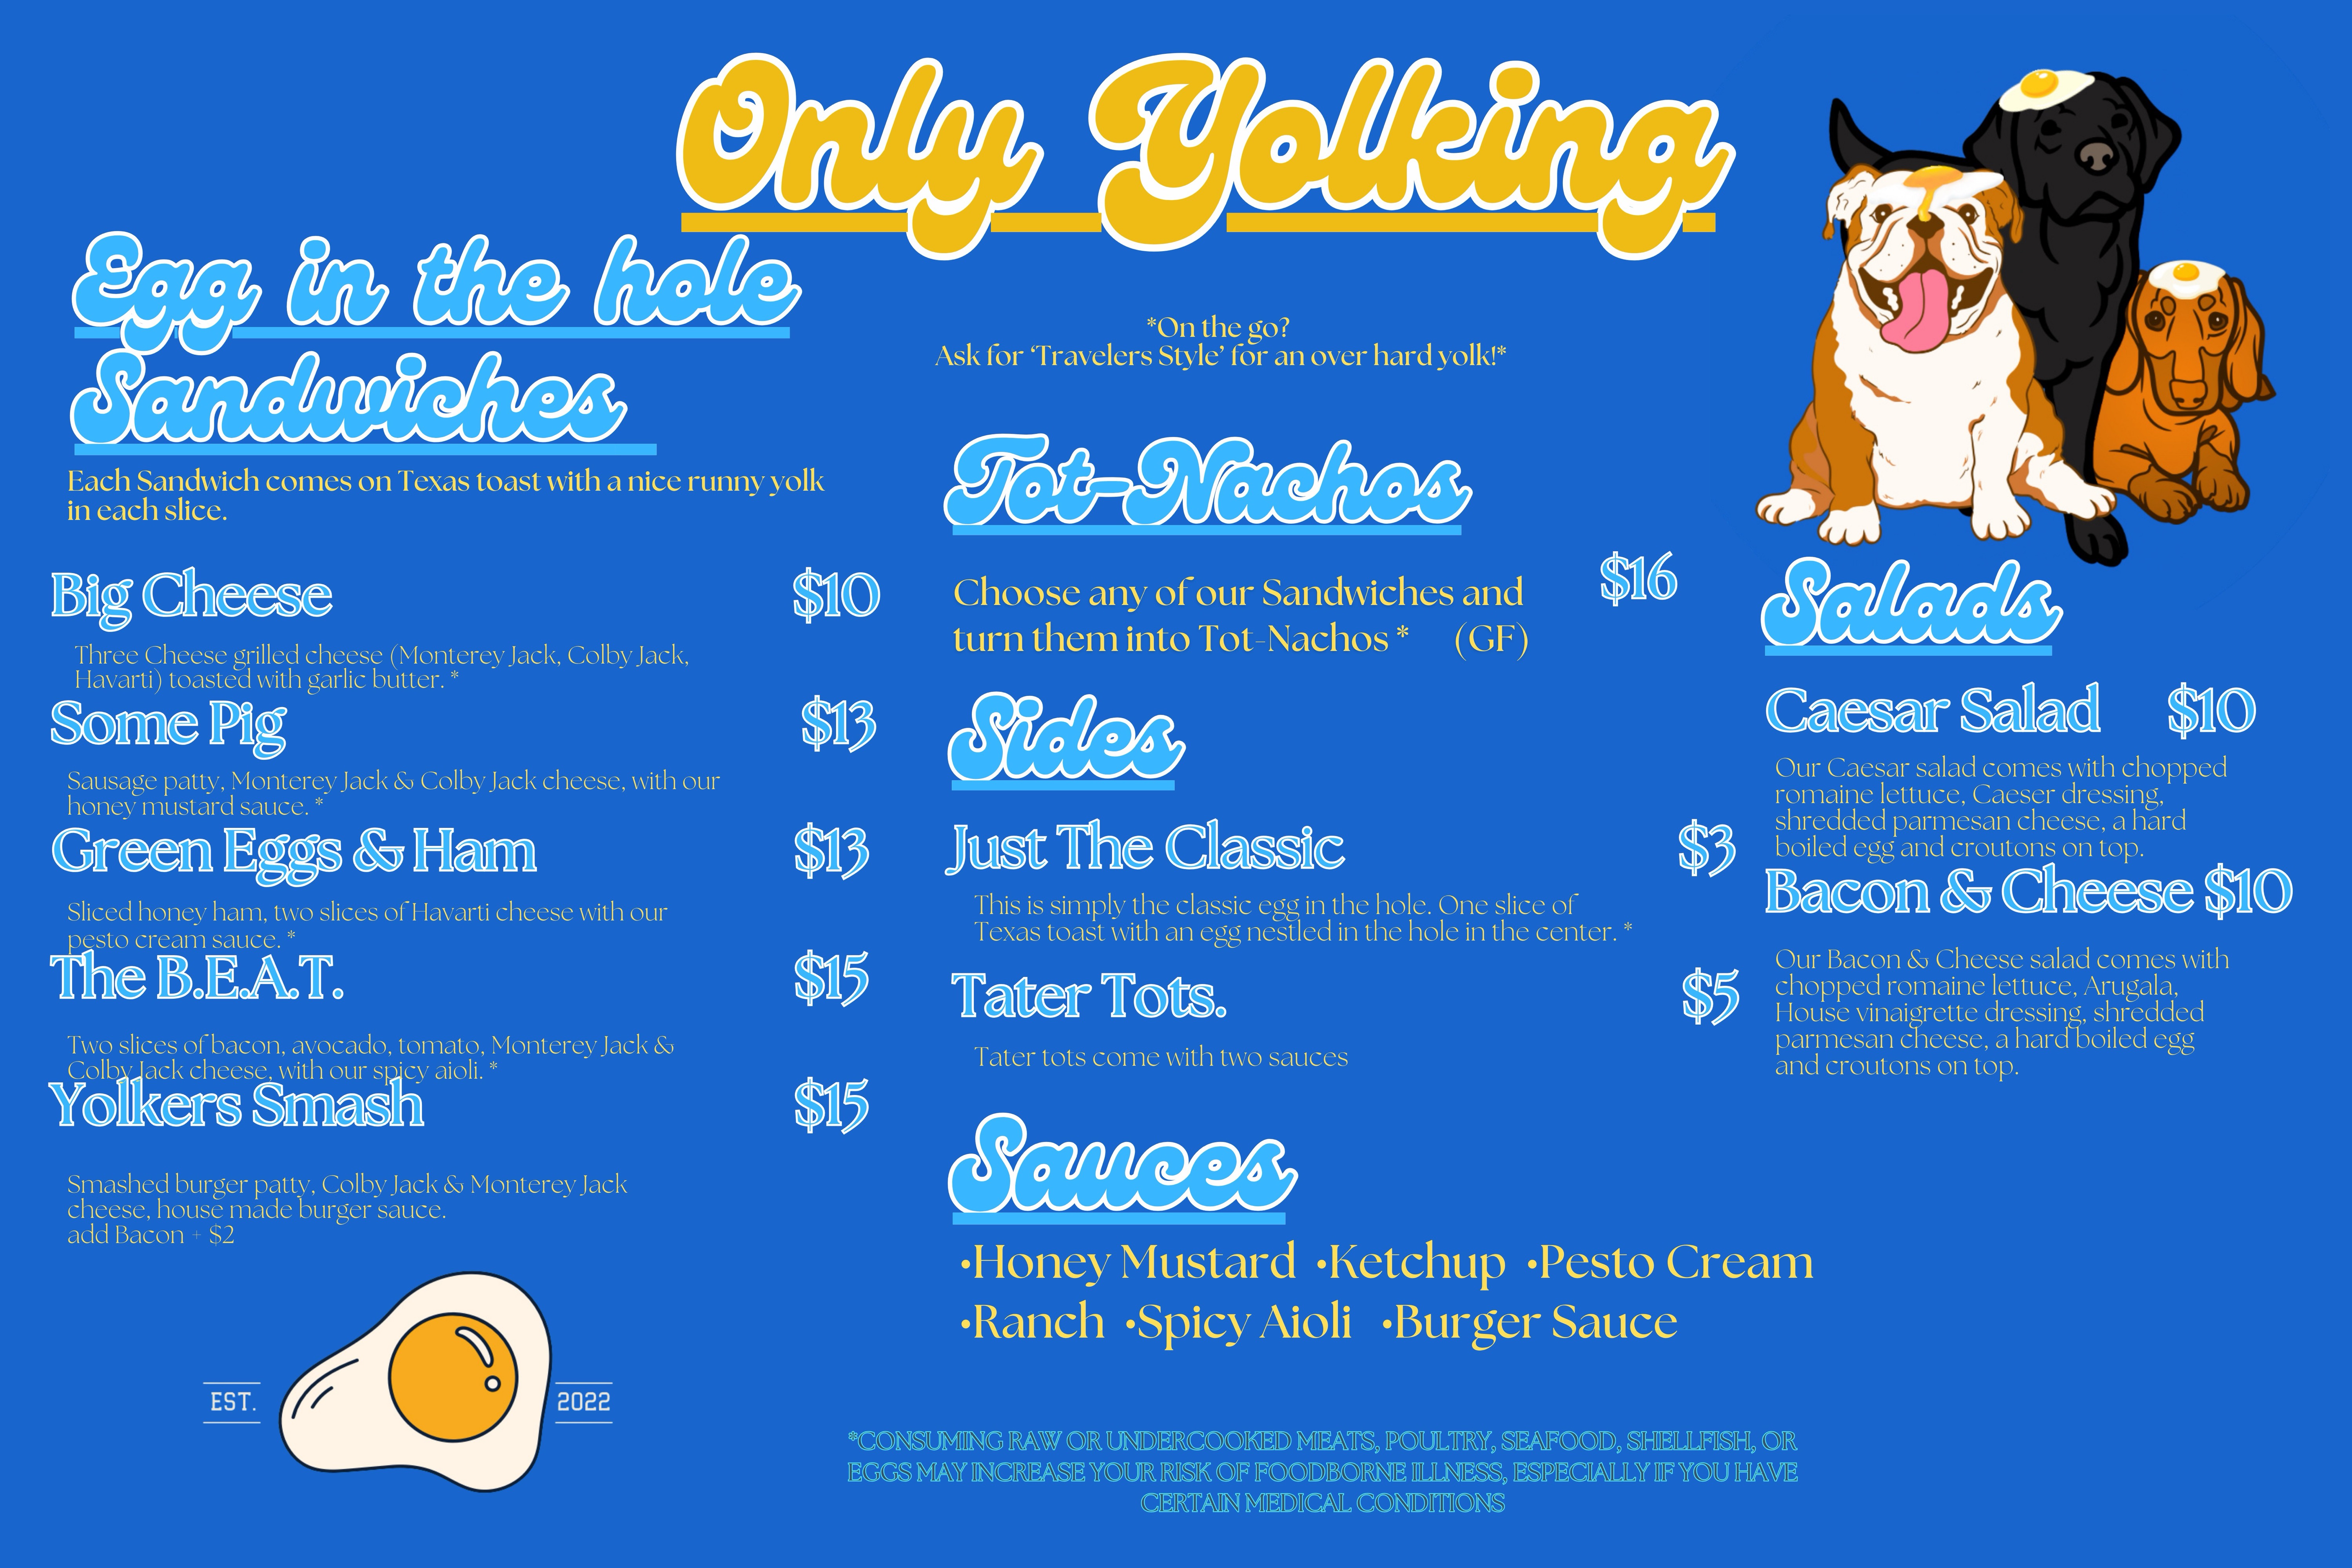 Only Yolking
Egg in the hole
Sandwiches
Each Sandwich comes on Texas toast with a nice runny yolk
in each slice.
Big Cheese $10
Three Cheese grilled cheese (Monterey Jack, Colby Jack,
Havarti) toasted with garlic butter. *
Some Pig $13
Sausage patty, Monterey Jack & Colby Jack cheese, with our
honey mustard sauce. *
Green Eggs & Ham $13
Sliced honey ham, two slices of Havarti cheese with our
pesto cream sauce. *
The B.E.A.T. $15
Two slices of bacon, avocado, tomato, Monterey Jack &
Colby Jack cheese, with our spicy aioli. *
Yolkers Smash $15
Smashed burger patty, Colby Jack & Monterey Jack
cheese, house made burger sauce.
add Bacon + $2
EST. 2022
*On the go?
Ask for ‘Travelers Style’ for an over hard yolk!*
Tot-Nachos
Choose any of our Sandwiches and $16
turn them into Tot-Nachos * (GF)
Sides
Just The Classic $3
This is simply the classic egg in the hole. One slice of
Texas toast with an egg nestled in the hole in the center. *
Tater Tots. $5
Tater tots come with two sauces
Sauces
•Honey Mustard •Ketchup •Pesto Cream
•Ranch •Spicy Aioli •Burger Sauce
Salads
Caesar Salad $10
Our Caesar salad comes with chopped
romaine lettuce, Caeser dressing,
shredded parmesan cheese, a hard
boiled egg and croutons on top.
Bacon & Cheese $10
Our Bacon & Cheese salad comes with
chopped romaine lettuce, Arugala,
House vinaigrette dressing, shredded
parmesan cheese, a hard boiled egg
and croutons on top.
*CONSUMING RAW OR UNDERCOOKED MEATS, POULTRY, SEAFOOD, SHELLFISH, OR
EGGS MAY INCREASE YOUR RISK OF FOODBORNE ILLNESS, ESPECIALLY IF YOU HAVE
CERTAIN MEDICAL CONDITIONS